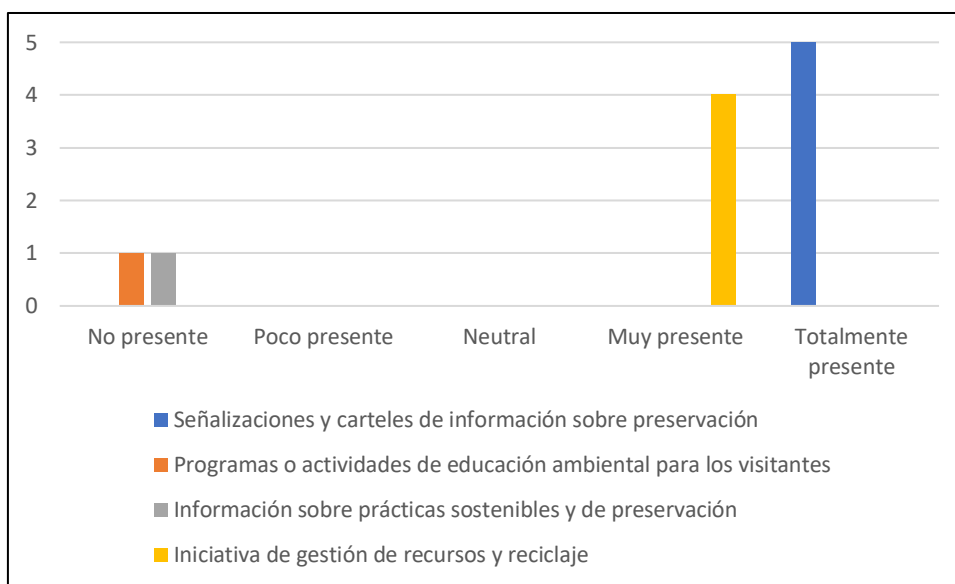 5
4
3
2
1
0
No presente
Poco presente
Neutral
Muy presente
Totalmente
presente
Señalizaciones y carteles de información sobre preservación
Programas o actividades de educación ambiental para los visitantes
Información sobre prácticas sostenibles y de preservación
Iniciativa de gestión de recursos y reciclaje